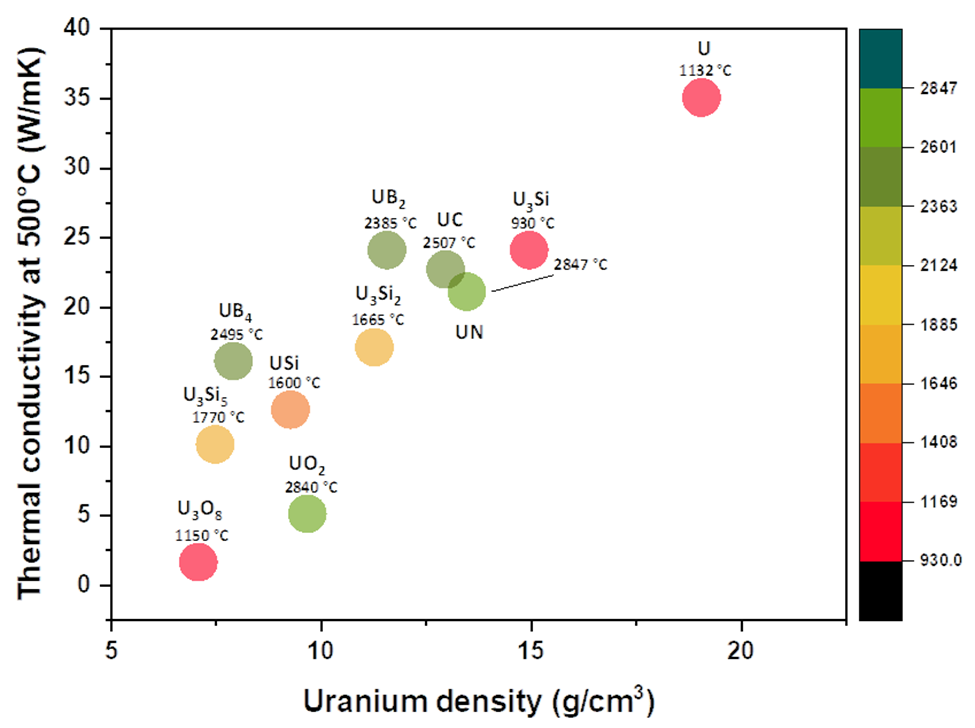 40
35
30
25
20
15
10
5
0
Thermal conductivity at 500°C (W/mK)
U
1132 °C
UB₂
2385 °C
UC
2507 °C
U₃Si
930 °C
2847 °C
UN
U₃Si₂
1665 °C
UB₄
2495 °C
USi
1600 °C
U₃Si₅
1770 °C
UO₂
2840 °C
U₃O₈
1150 °C
5
10
15
20
Uranium density (g/cm³)
2847
2601
2363
2124
1885
1646
1408
1169
930.0